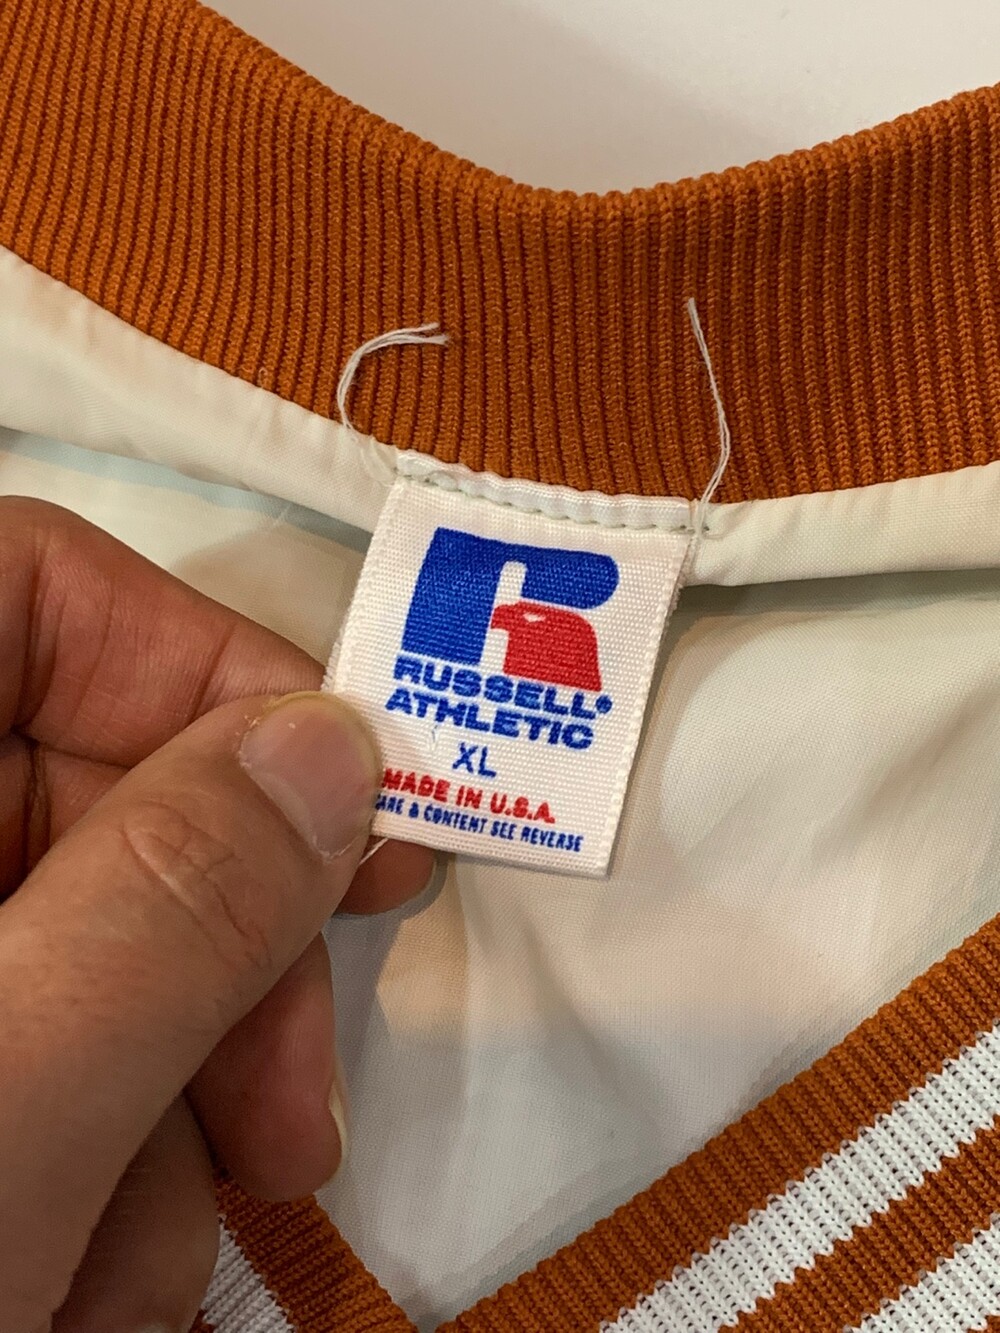 RUSSELL®
ATHLETIC
XL
MADE IN U.S.A.
CARE & CONTENT SEE REVERSE